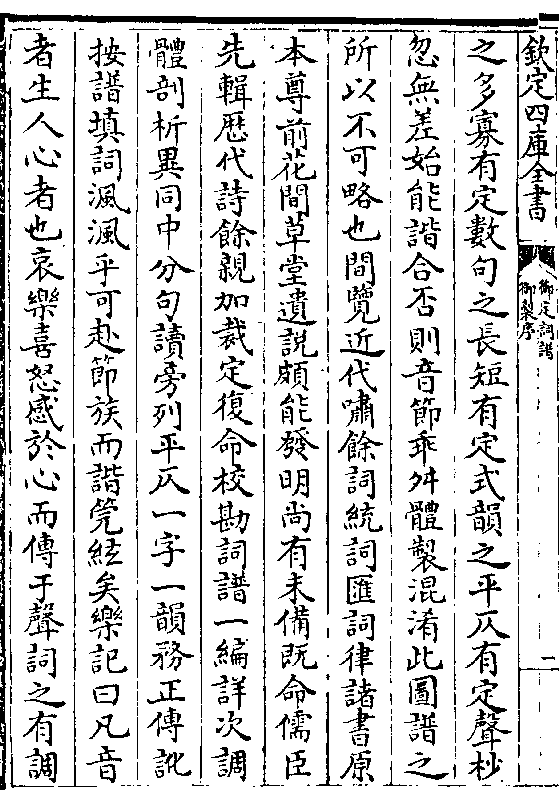 欽定四庫全書
御定詞譜
御製序
一
之多寡有定數句之長短有定式韻之平仄有定聲杪
忽無差始能諧合否則音節乖舛體製混淆此圖譜之
所以不可略也間覽近代嘯餘詞統詞匯詞律諸書原
本尊前花間草堂遺說頗能發明尚有未備既命儒臣
先輯歷代詩餘親加裁定復命校勘詞譜一編詳次調
體剖析異同中分句讀旁列平仄一字一韻務正傳訛
按譜填詞渢渢乎可赴節族而諧筦絃矣樂記曰凡音
者生人心者也哀樂喜怒感於心而傳于聲詞之有調